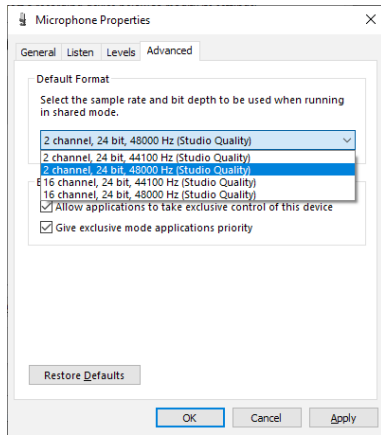 Microphone Properties
General Listen Levels Advanced
Default Format
Select the sample rate and bit depth to be used when running
in shared mode.
2 channel, 24 bit, 48000 Hz (Studio Quality)
2 channel, 24 bit, 44100 Hz (Studio Quality)
2 channel, 24 bit, 48000 Hz (Studio Quality)
16 channel, 24 bit, 44100 Hz (Studio Quality)
16 channel, 24 bit, 48000 Hz (Studio Quality)
Allow applications to take exclusive control of this device
Give exclusive mode applications priority
Restore Defaults
OK Cancel Apply